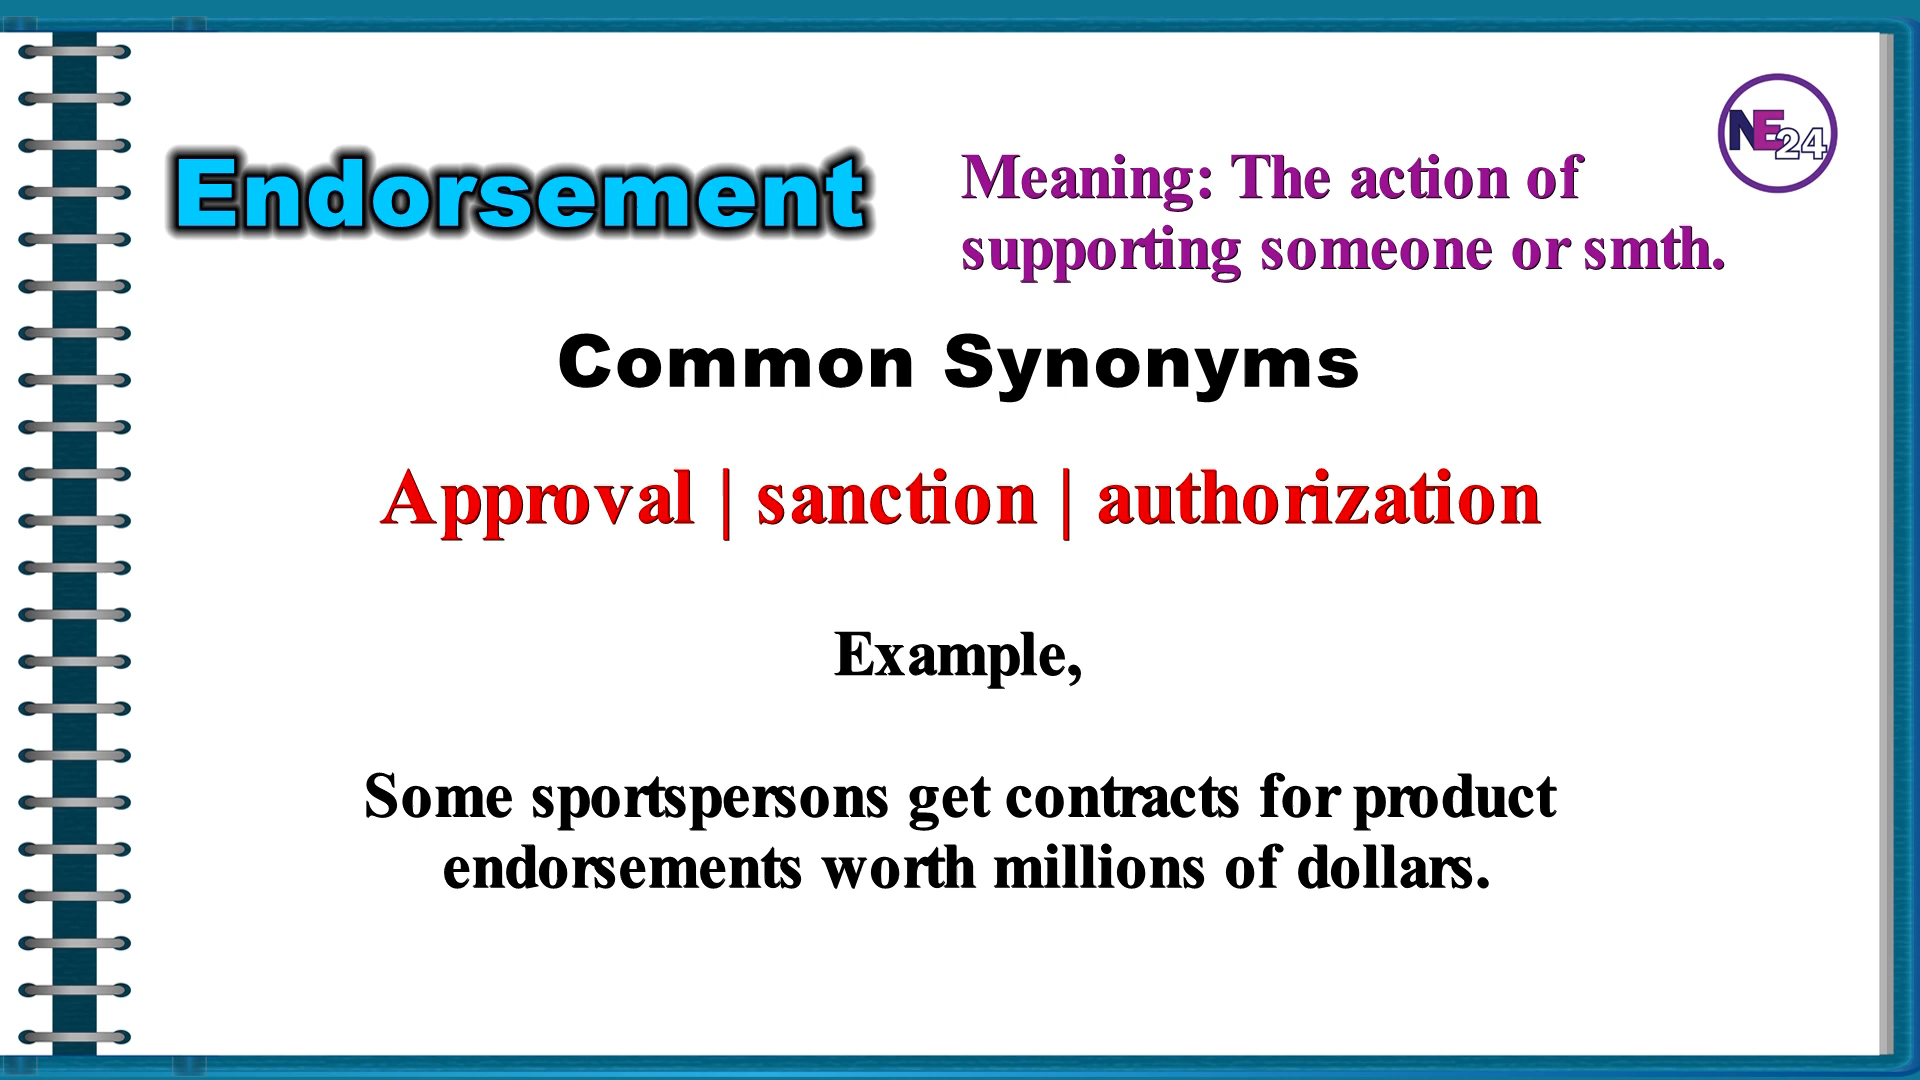 Endorsement
Meaning: The action of
supporting someone or smth.
NE24
Common Synonyms
Approval | sanction | authorization
Example,
Some sportspersons get contracts for product
endorsements worth millions of dollars.